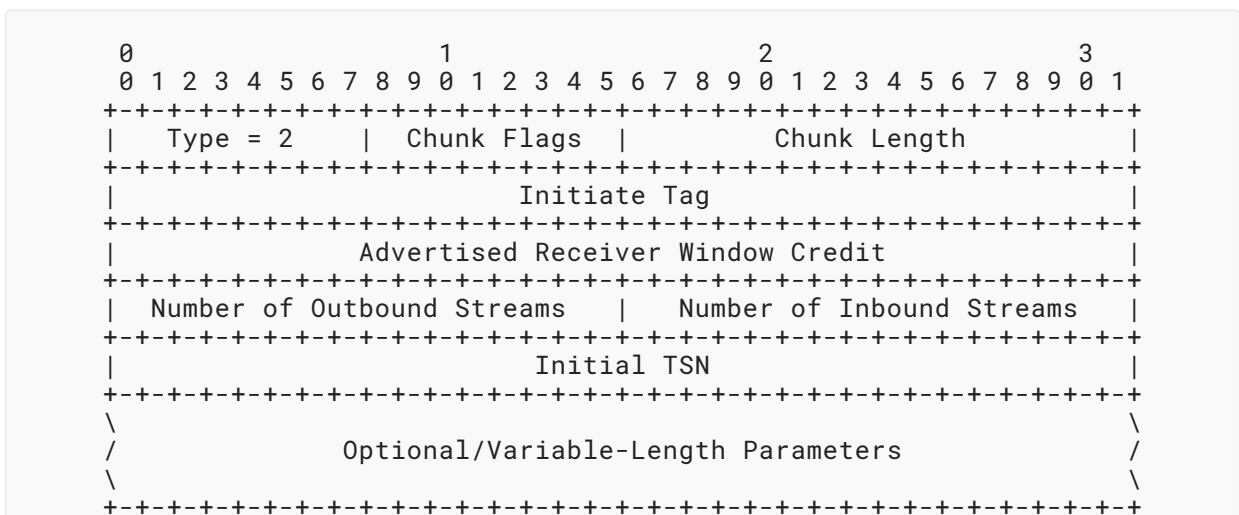 0                   1                   2                   3
 0 1 2 3 4 5 6 7 8 9 0 1 2 3 4 5 6 7 8 9 0 1 2 3 4 5 6 7 8 9 0 1
+-+-+-+-+-+-+-+-+-+-+-+-+-+-+-+-+-+-+-+-+-+-+-+-+-+-+-+-+-+-+-+-+
|   Type = 2    |  Chunk Flags  |         Chunk Length          |
+-+-+-+-+-+-+-+-+-+-+-+-+-+-+-+-+-+-+-+-+-+-+-+-+-+-+-+-+-+-+-+-+
|                         Initiate Tag                          |
+-+-+-+-+-+-+-+-+-+-+-+-+-+-+-+-+-+-+-+-+-+-+-+-+-+-+-+-+-+-+-+-+
|               Advertised Receiver Window Credit               |
+-+-+-+-+-+-+-+-+-+-+-+-+-+-+-+-+-+-+-+-+-+-+-+-+-+-+-+-+-+-+-+-+
|  Number of Outbound Streams   |   Number of Inbound Streams   |
+-+-+-+-+-+-+-+-+-+-+-+-+-+-+-+-+-+-+-+-+-+-+-+-+-+-+-+-+-+-+-+-+
|                          Initial TSN                          |
+-+-+-+-+-+-+-+-+-+-+-+-+-+-+-+-+-+-+-+-+-+-+-+-+-+-+-+-+-+-+-+-+
\                                                               \
/              Optional/Variable-Length Parameters              /
\                                                               \
+-+-+-+-+-+-+-+-+-+-+-+-+-+-+-+-+-+-+-+-+-+-+-+-+-+-+-+-+-+-+-+-+